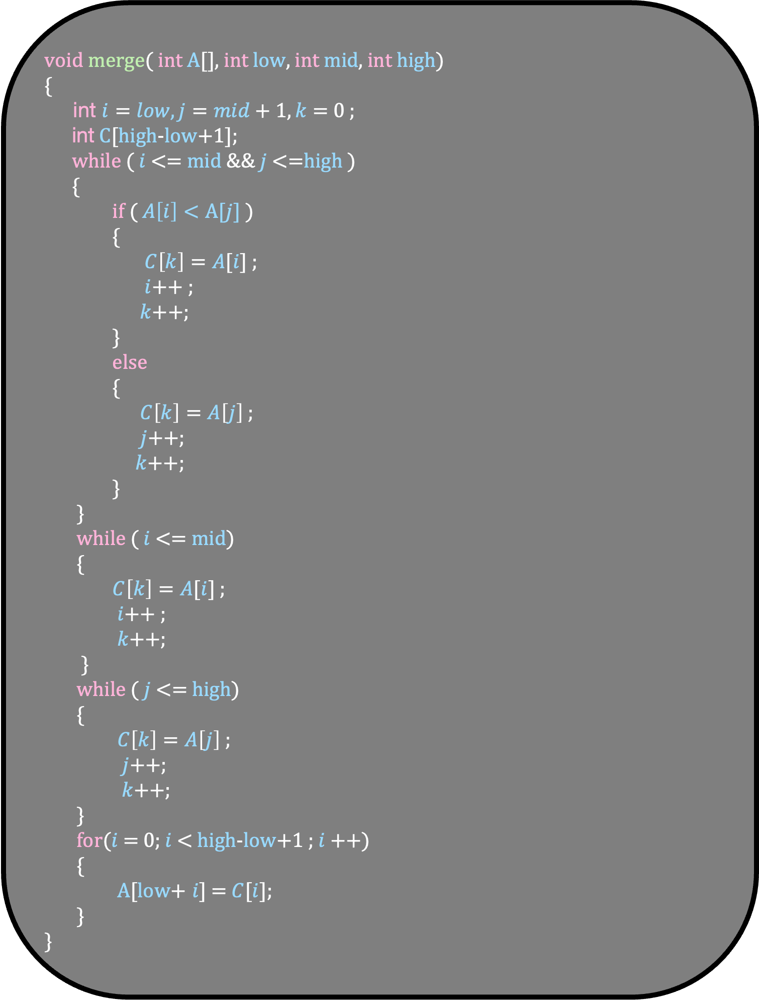 void merge( int A[], int low, int mid, int high)
{
int i = low, j = mid + 1, k = 0 ;
int C[high-low+1];
while ( i <= mid && j <=high )
{
if ( A[i] < A[j] )
{
C[k] = A[i] ;
i++ ;
k++;
}
else
{
C[k] = A[j] ;
j++;
k++;
}
}
while ( i <= mid)
{
C[k] = A[i] ;
i++ ;
k++;
}
while ( j <= high)
{
C[k] = A[j] ;
j++;
k++;
}
for(i = 0; i < high-low+1 ; i ++)
{
A[low+ i] = C[i];
}
}